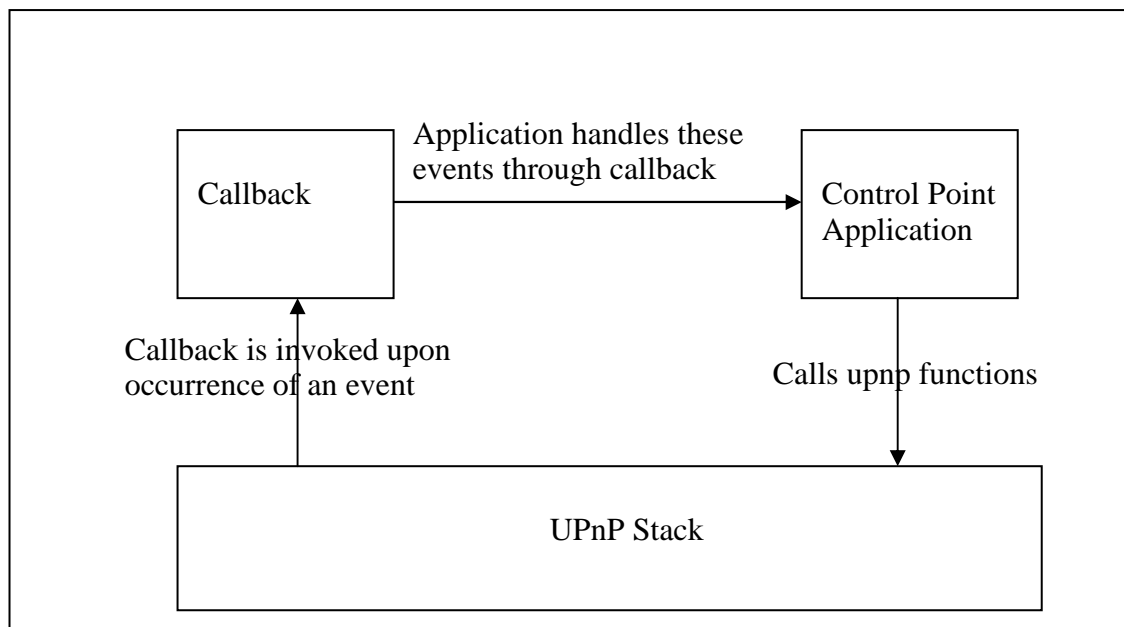 Application handles these
events through callback
Callback
Control Point
Application
Callback is invoked upon
occurrence of an event
Calls upnp functions
UPnP Stack